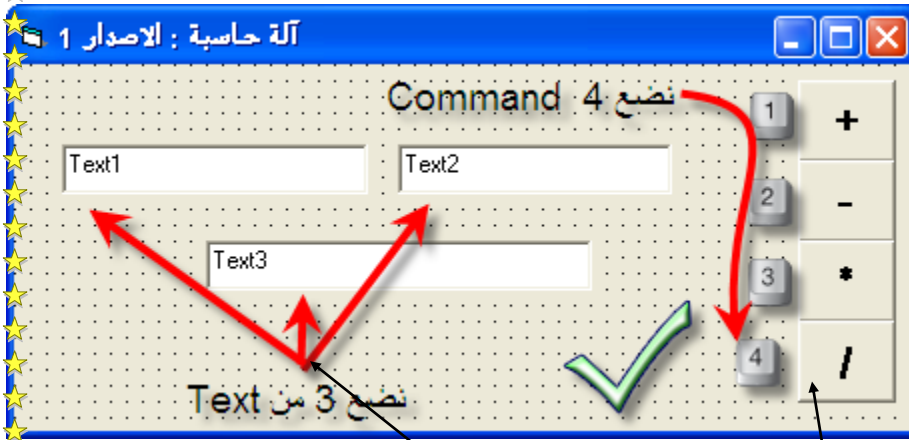 آلة حاسبة : الاصدار 1
نضع 4 Command
1 +
Text1 Text2
2 -
Text3
3 *
4 /
نضع 3 من Text